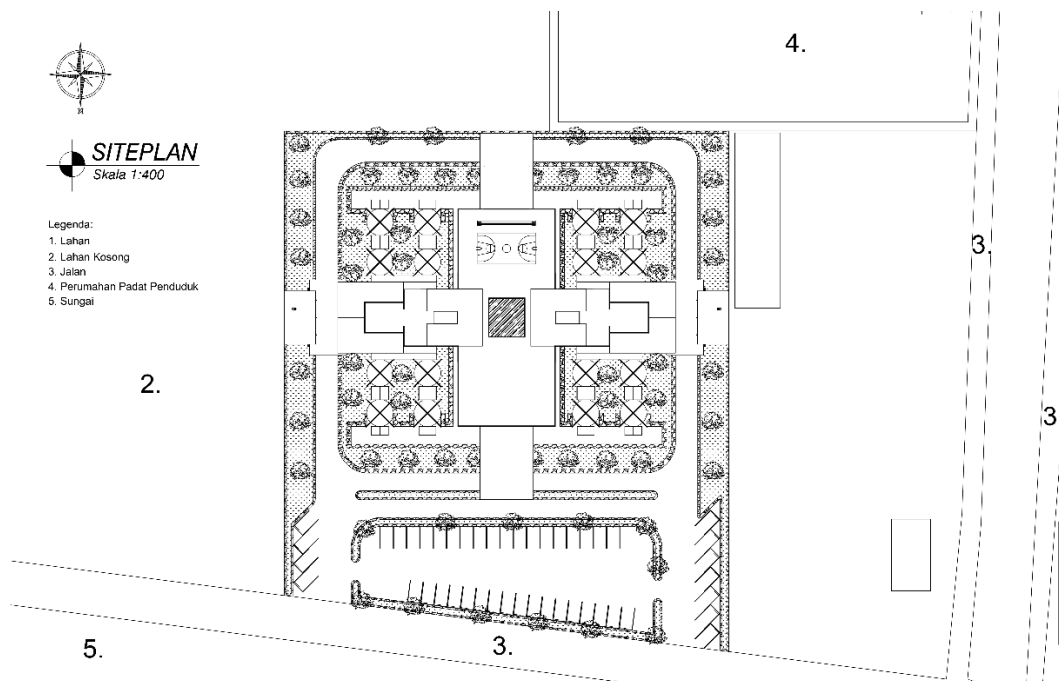 4.
N
SITEPLAN
Skala 1:400
Legenda:
1. Lahan
2. Lahan Kosong
3. Jalan
4. Perumahan Padat Penduduk
5. Sungai
3.
2.
3
3.
5.